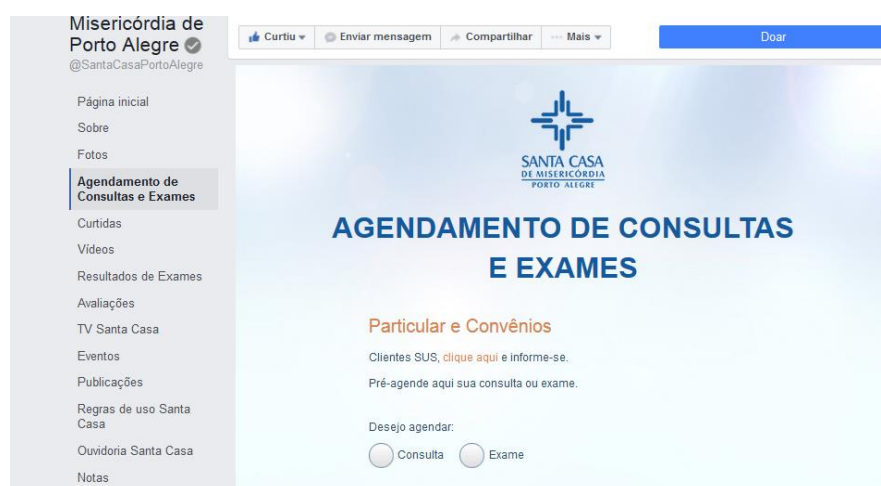 Misericórdia de
Porto Alegre
@SantaCasaPortoAlegre
Página inicial
Sobre
Fotos
Agendamento de
Consultas e Exames
Curtidas
Vídeos
Resultados de Exames
Avaliações
TV Santa Casa
Eventos
Publicações
Regras de uso Santa
Casa
Ouvidoria Santa Casa
Notas
Curtiu Enviar mensagem Compartilhar ··· Mais Doar
SANTA CASA
DE MISERICÓRDIA
PORTO ALEGRE
AGENDAMENTO DE CONSULTAS
E EXAMES
Particular e Convênios
Clientes SUS, clique aqui e informe-se.
Pré-agende aqui sua consulta ou exame.
Desejo agendar:
Consulta Exame